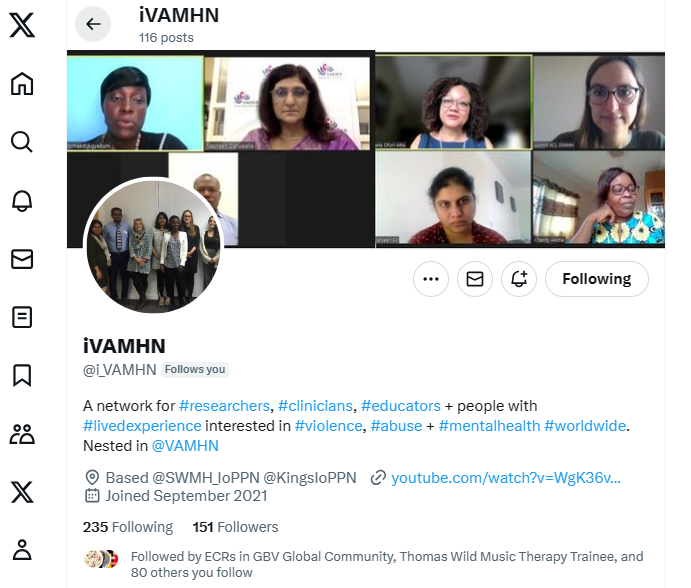 iVAMHN
116 posts
Following
iVAMHN
@i_VAMHN Follows you
A network for #researchers, #clinicians, #educators + people with
#livedexperience interested in #violence, #abuse + #mentalhealth #worldwide.
Nested in @VAMHN
Based @SWMH_IoPPN @KingsIoPPN youtube.com/watch?v=WgK36v...
Joined September 2021
235 Following 151 Followers
Followed by ECRs in GBV Global Community, Thomas Wild Music Therapy Trainee, and
80 others you follow